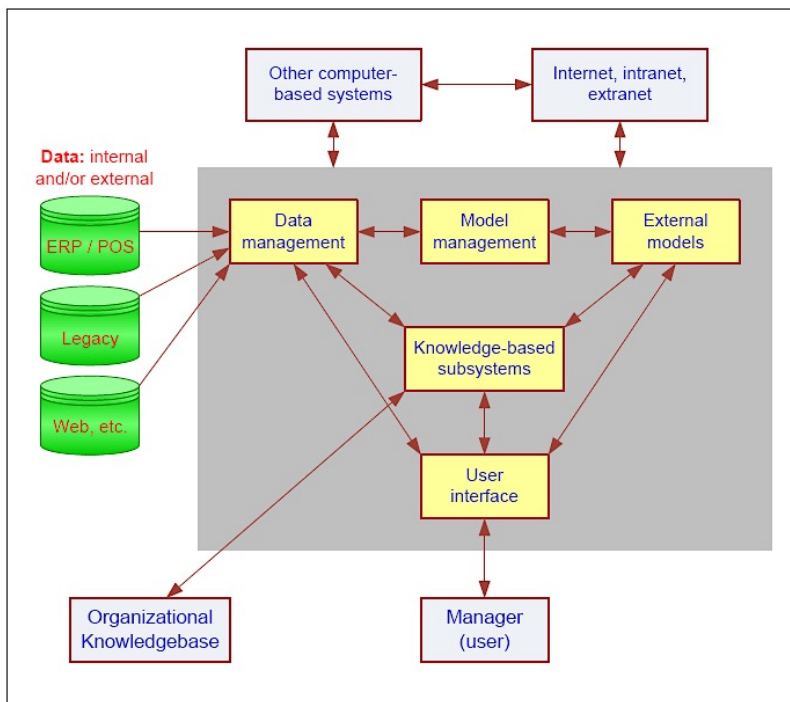 Other computer-
based systems
Internet, intranet,
extranet
Data: internal
and/or external
ERP / POS
Legacy
Web, etc.
Data
management
Model
management
External
models
Knowledge-based
subsystems
User
interface
Organizational
Knowledgebase
Manager
(user)